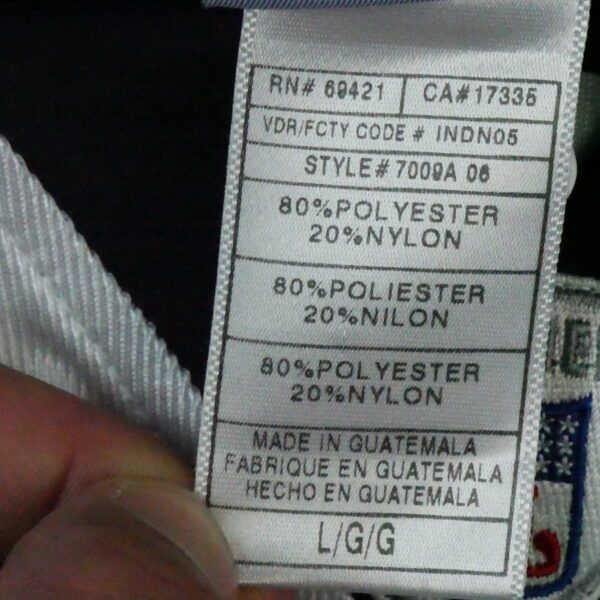 RN# 69421 CA#17335
VDR/FCTY CODE # INDN05
STYLE# 7009A 06
80%POLYESTER
20%NYLON
80%POLIESTER
20%NILON
80%POLYESTER
20%NYLON
MADE IN GUATEMALA
FABRIQUE EN GUATEMALA
HECHO EN GUATEMALA
L/G/G